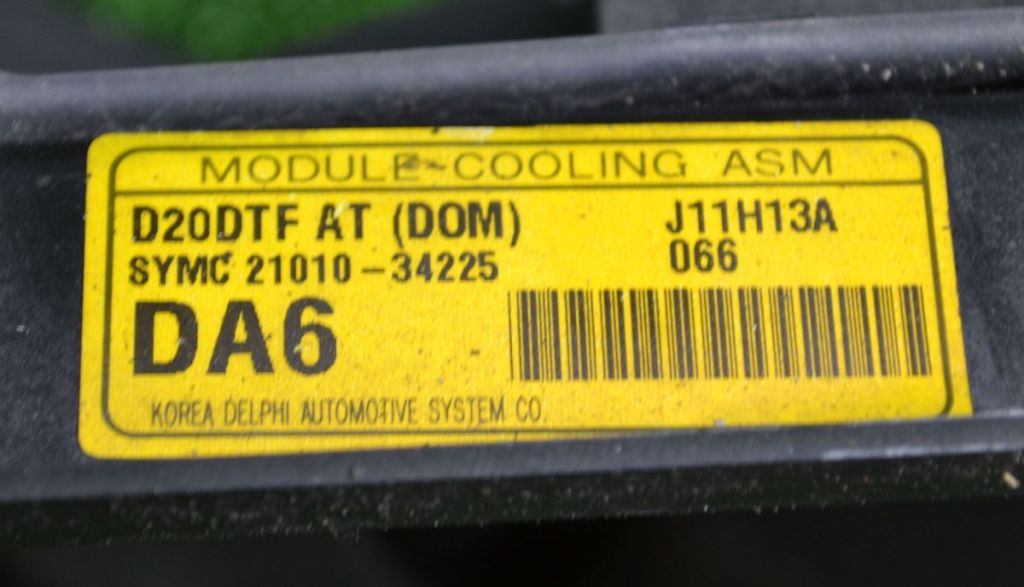 MODULE-COOLING ASM
D20DTF AT (DOM) J11H13A
SYMC 21010-34225 066
DA6
KOREA DELPHI AUTOMOTIVE SYSTEM CO.